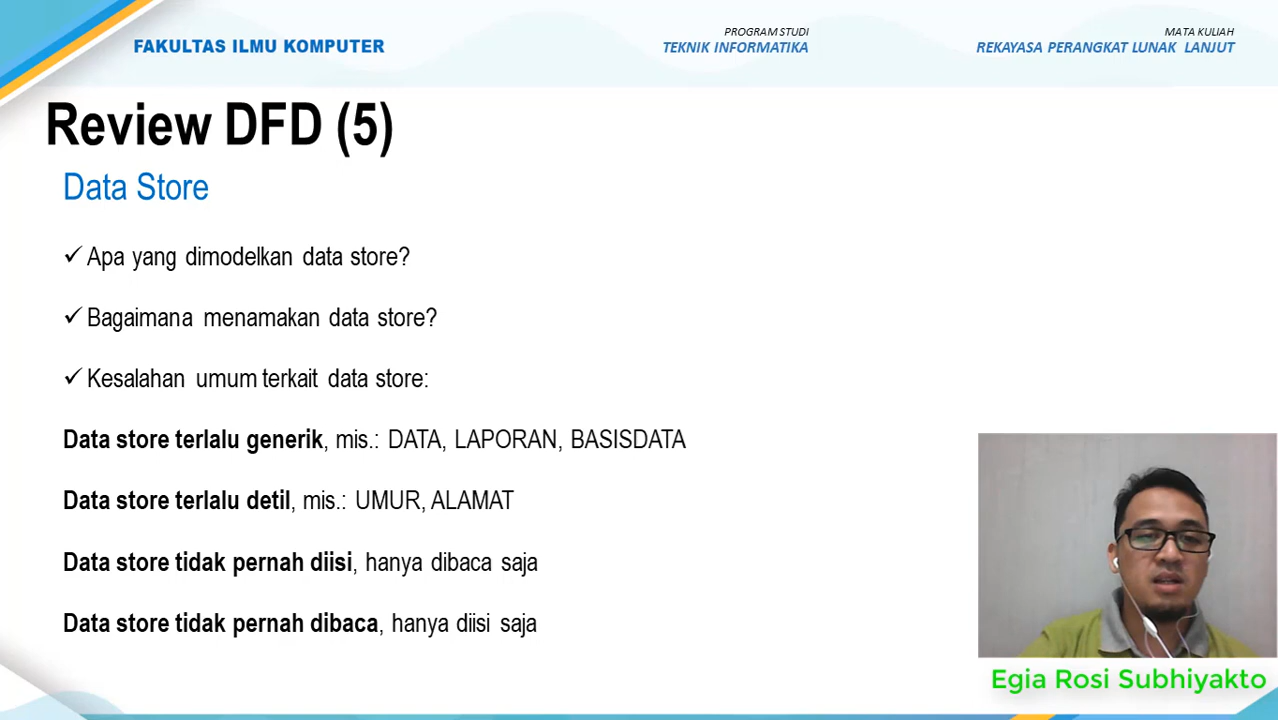 FAKULTAS ILMU KOMPUTER
PROGRAM STUDI
TEKNIK INFORMATIKA
MATA KULIAH
REKAYASA PERANGKAT LUNAK LANJUT
Review DFD (5)
Data Store
✓ Apa yang dimodelkan data store?
✓ Bagaimana menamakan data store?
✓ Kesalahan umum terkait data store:
Data store terlalu generik, mis.: DATA, LAPORAN, BASISDATA
Data store terlalu detil, mis.: UMUR, ALAMAT
Data store tidak pernah diisi, hanya dibaca saja
Data store tidak pernah dibaca, hanya diisi saja
Egia Rosi Subhiyakto